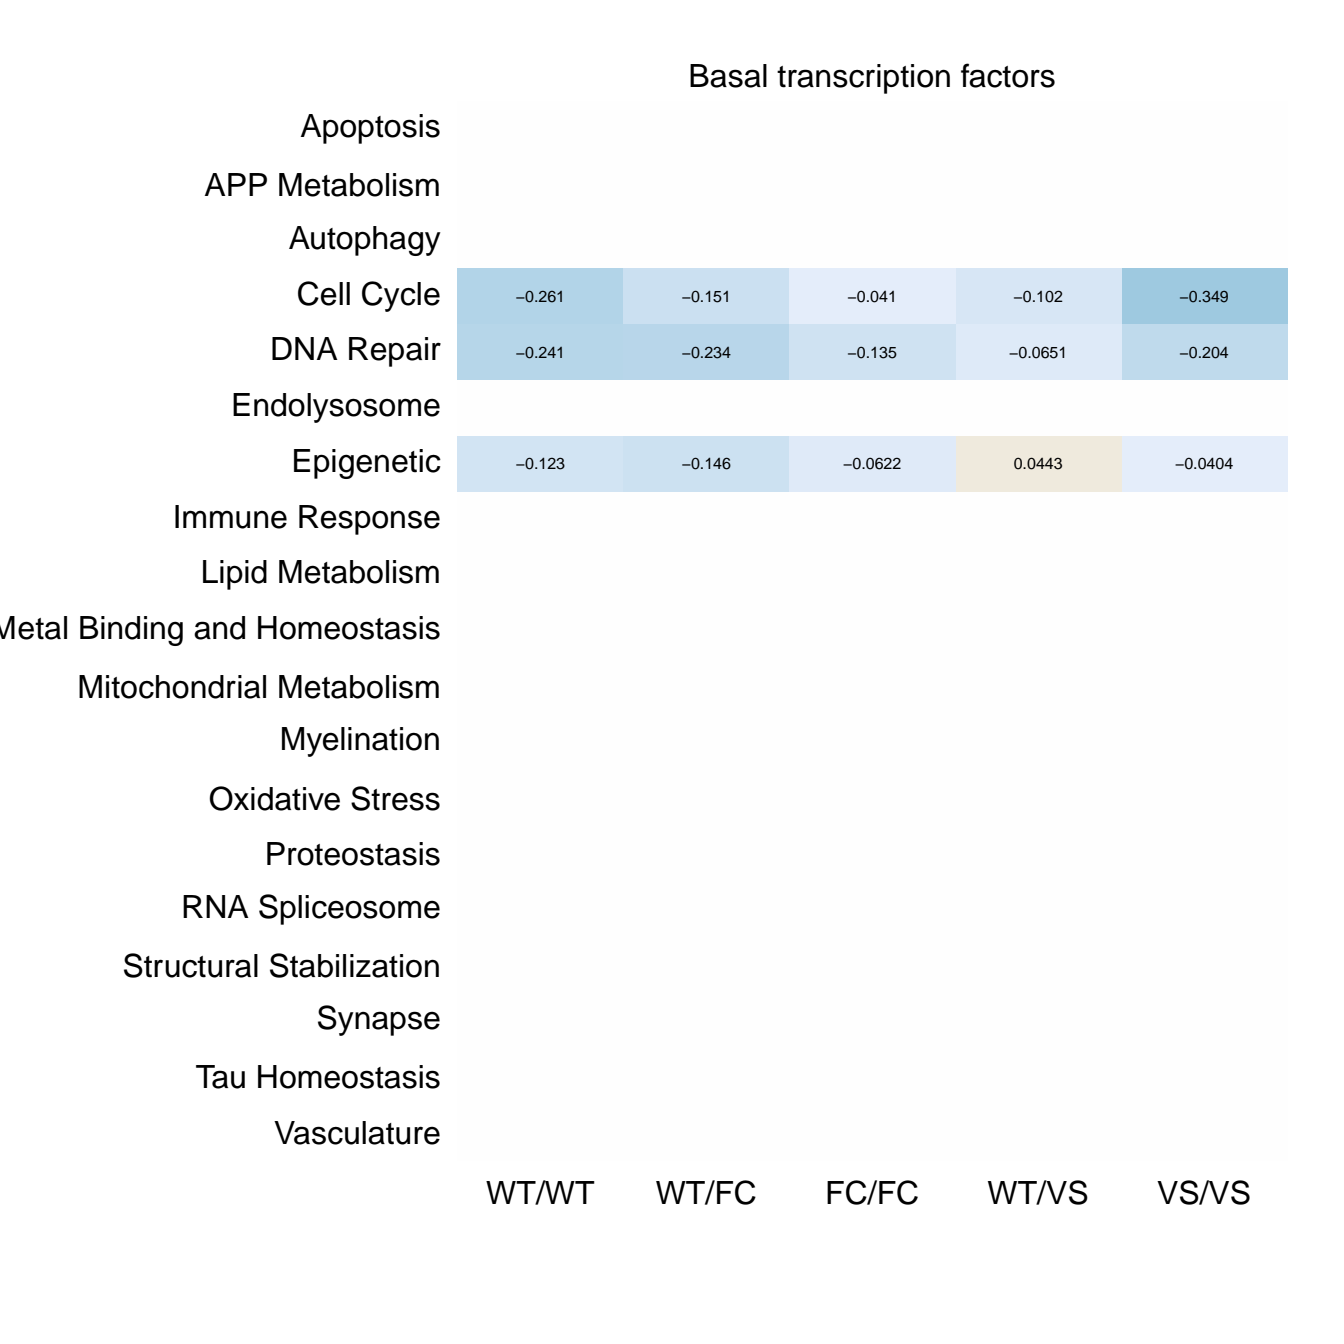 Basal transcription factors
Apoptosis
APP Metabolism
Autophagy
Cell Cycle −0.261 −0.151 −0.041 −0.102 −0.349
DNA Repair −0.241 −0.234 −0.135 −0.0651 −0.204
Endolysosome
Epigenetic −0.123 −0.146 −0.0622 0.0443 −0.0404
Immune Response
Lipid Metabolism
Metal Binding and Homeostasis
Mitochondrial Metabolism
Myelination
Oxidative Stress
Proteostasis
RNA Spliceosome
Structural Stabilization
Synapse
Tau Homeostasis
Vasculature
WT/WT WT/FC FC/FC WT/VS VS/VS